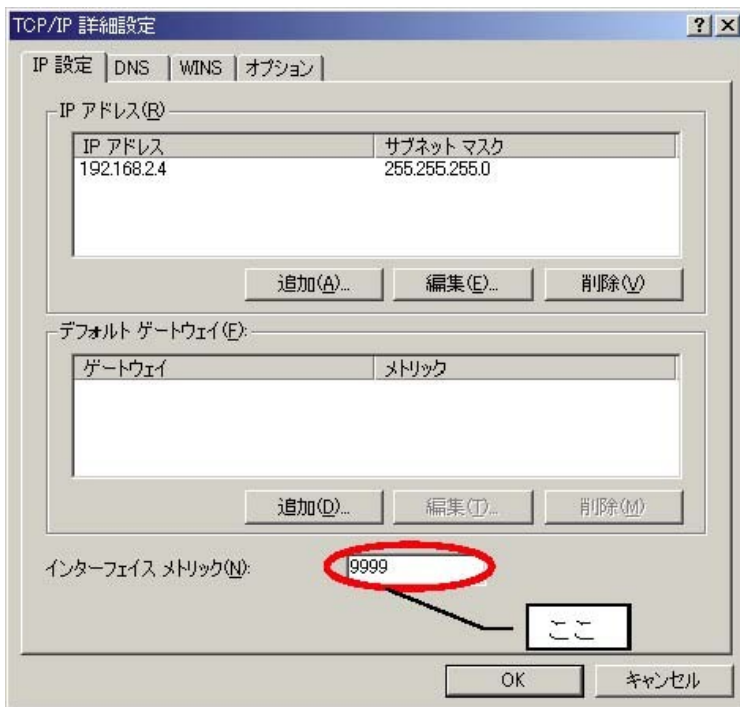 TCP/IP 詳細設定
IP 設定 DNS WINS オプション
IP アドレス(R)
IP アドレス サブネット マスク
192.168.2.4 255.255.255.0
追加(A)... 編集(E)... 削除(V)
デフォルト ゲートウェイ(F):
ゲートウェイ メトリック
追加(D)... 編集(T)... 削除(M)
インターフェイス メトリック(N): 9999
ここ
OK キャンセル